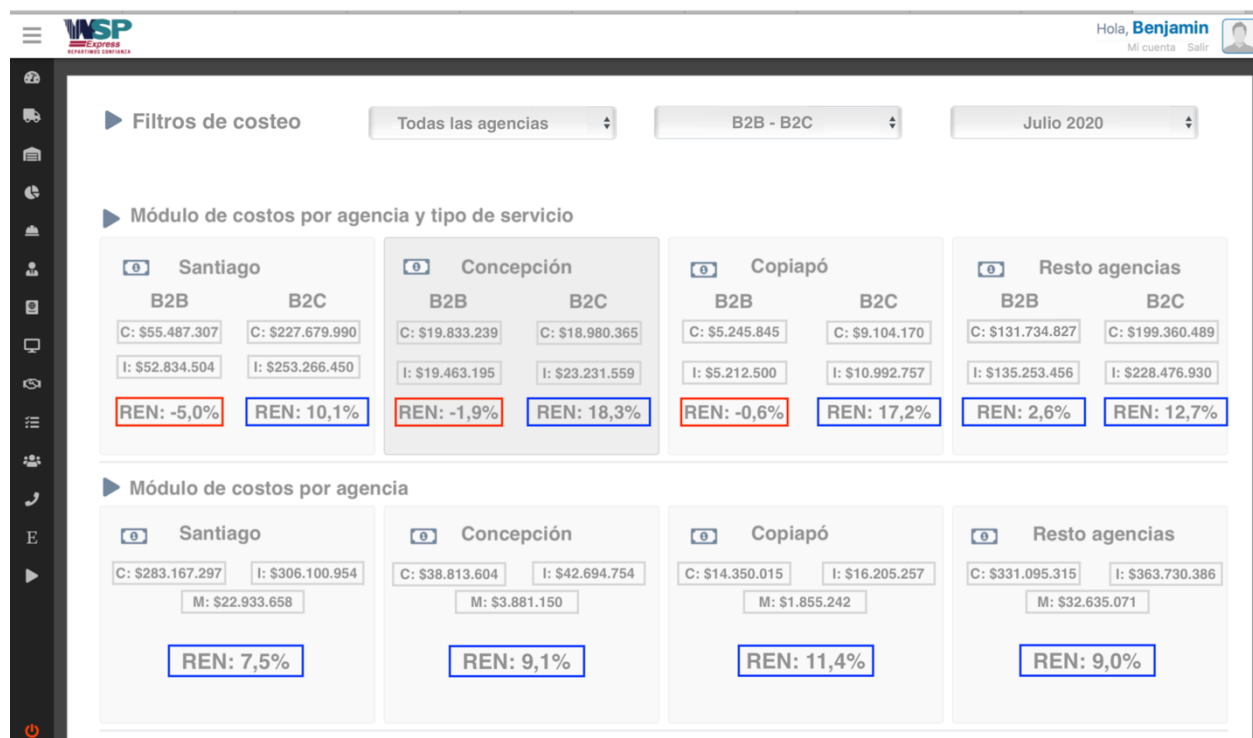 WSP
Express
REPARTIMOS CONFIANZA
Hola, Benjamin
Mi cuenta Salir
Filtros de costeo
Todas las agencias
B2B - B2C
Julio 2020
Módulo de costos por agencia y tipo de servicio
Santiago
B2B B2C
C: $55.487.307 C: $227.679.990
I: $52.834.504 I: $253.266.450
REN: -5,0% REN: 10,1%
Concepción
B2B B2C
C: $19.833.239 C: $18.980.365
I: $19.463.195 I: $23.231.559
REN: -1,9% REN: 18,3%
Copiapó
B2B B2C
C: $5.245.845 C: $9.104.170
I: $5.212.500 I: $10.992.757
REN: -0,6% REN: 17,2%
Resto agencias
B2B B2C
C: $131.734.827 C: $199.360.489
I: $135.253.456 I: $228.476.930
REN: 2,6% REN: 12,7%
Módulo de costos por agencia
Santiago
C: $283.167.297 I: $306.100.954
M: $22.933.658
REN: 7,5%
Concepción
C: $38.813.604 I: $42.694.754
M: $3.881.150
REN: 9,1%
Copiapó
C: $14.350.015 I: $16.205.257
M: $1.855.242
REN: 11,4%
Resto agencias
C: $331.095.315 I: $363.730.386
M: $32.635.071
REN: 9,0%
E